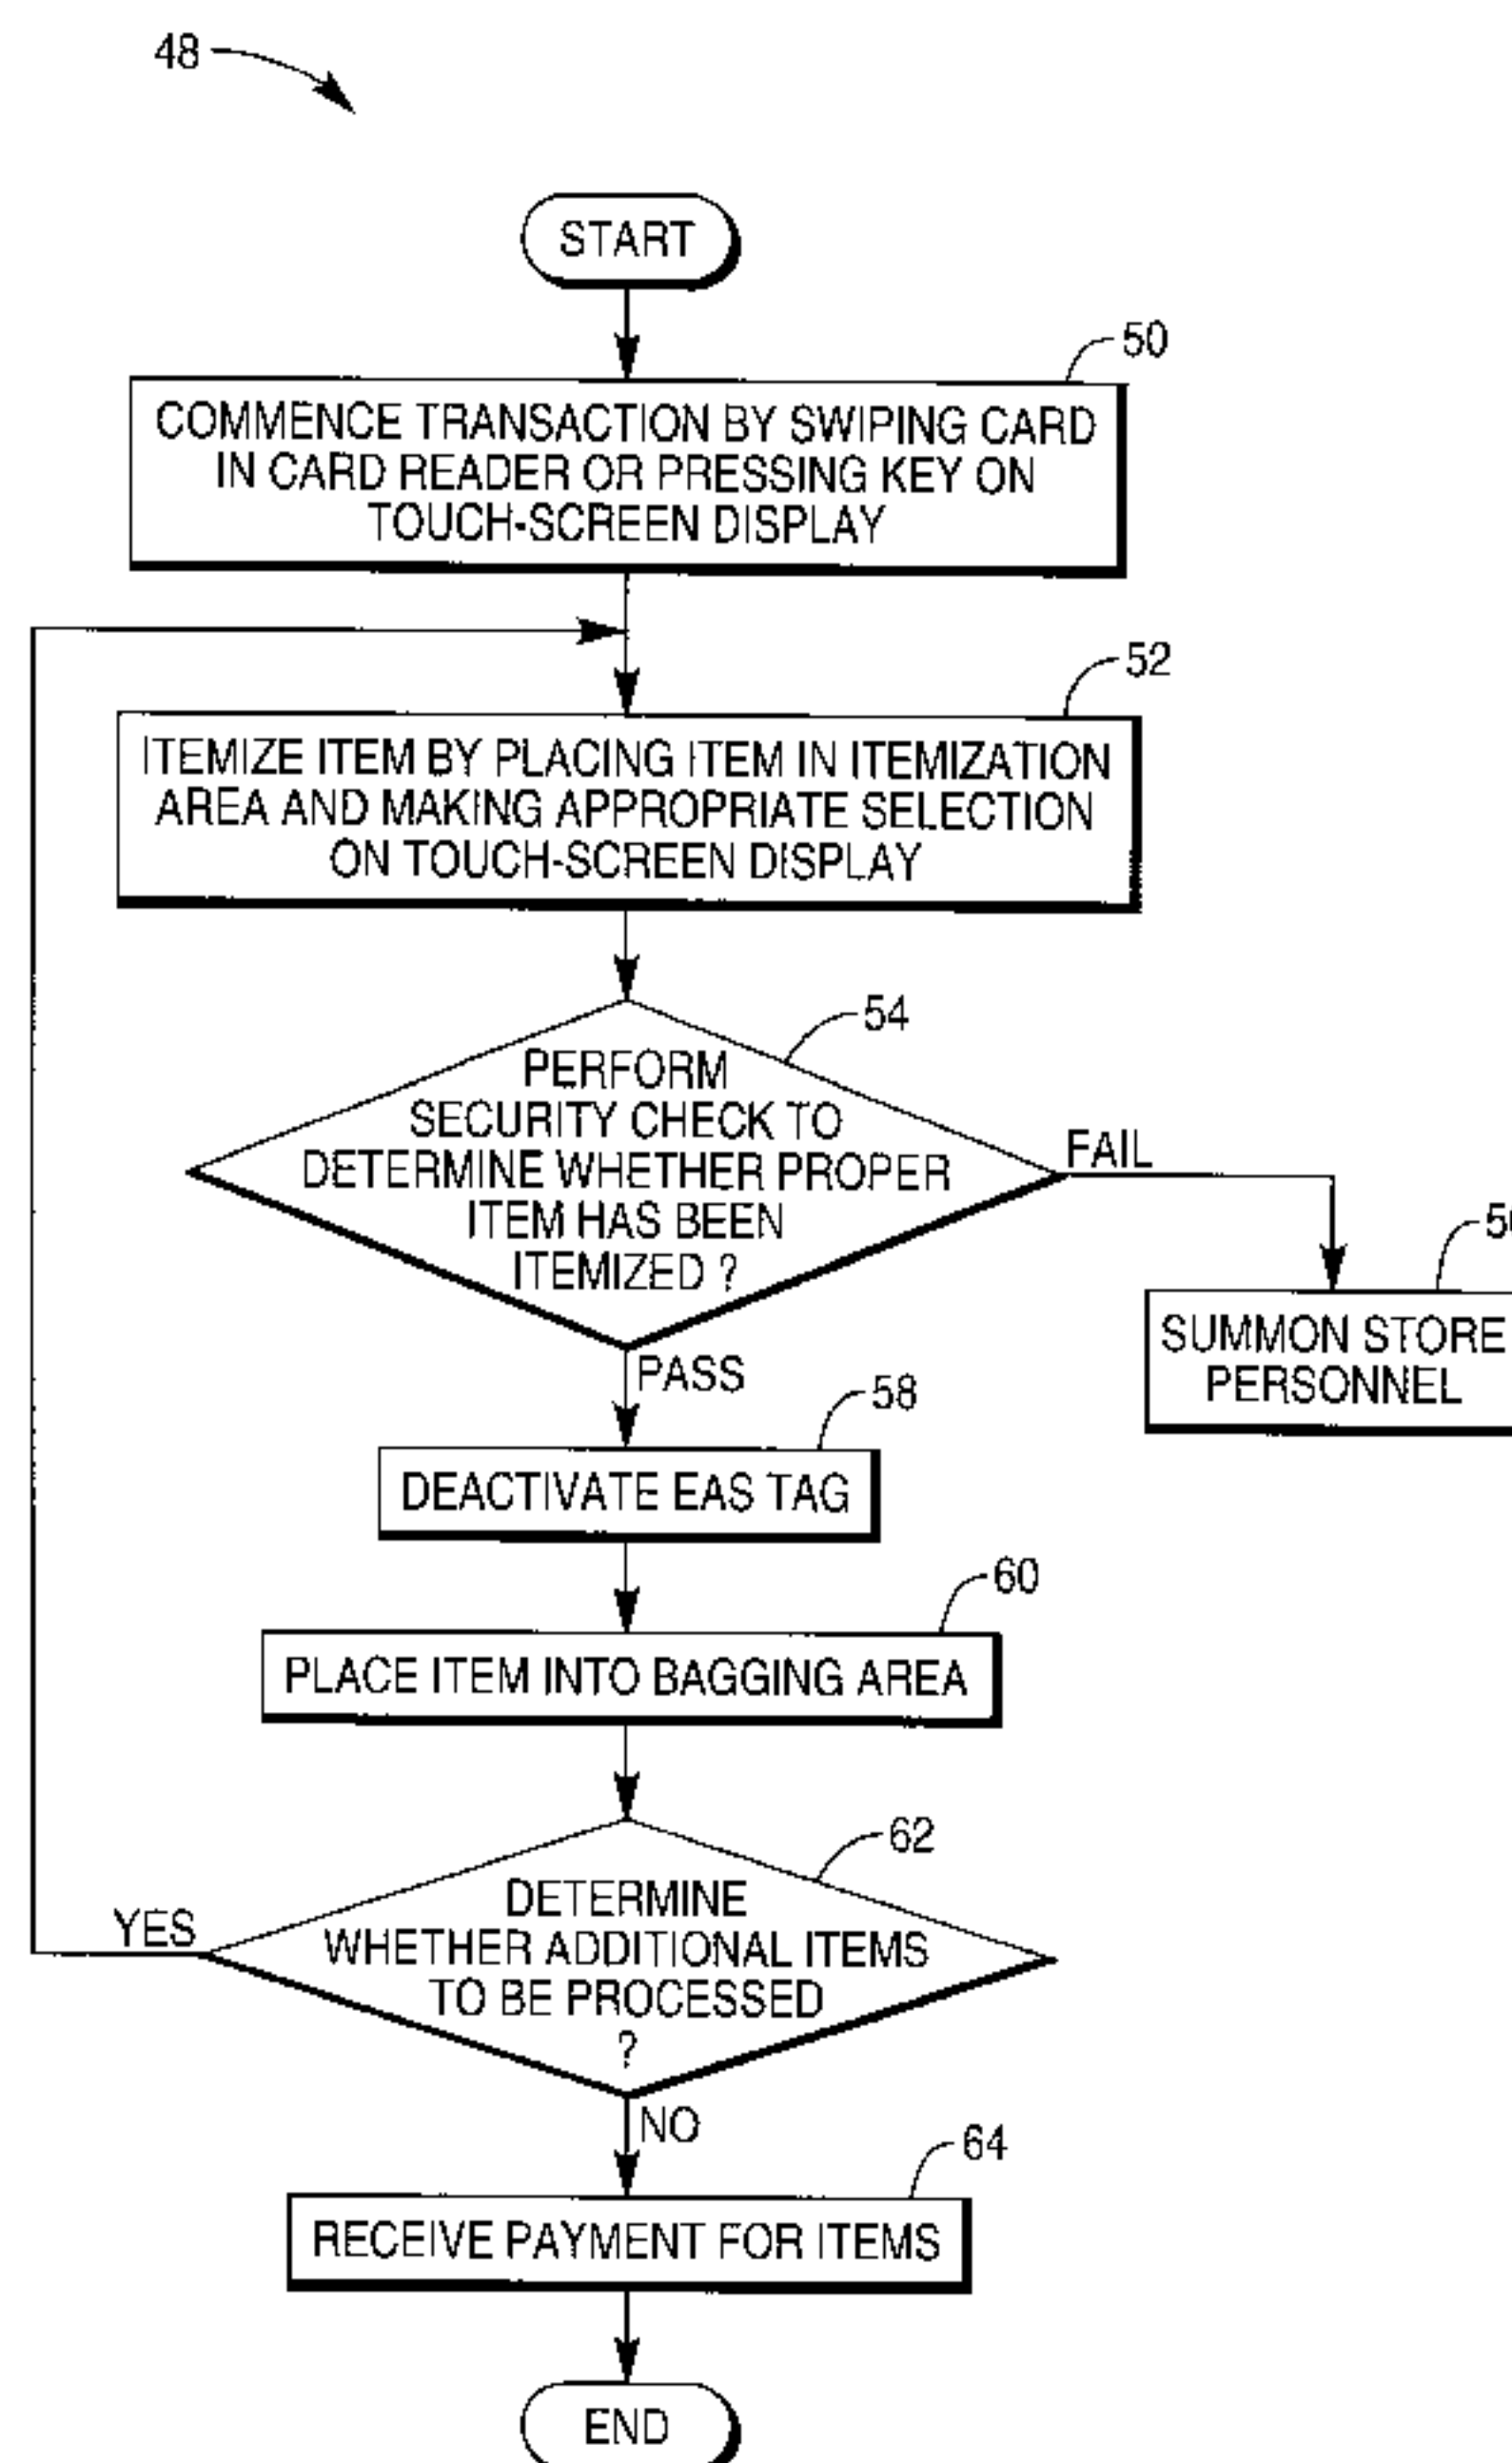 48
START
50
COMMENCE TRANSACTION BY SWIPING CARD
IN CARD READER OR PRESSING KEY ON
TOUCH-SCREEN DISPLAY
52
ITEMIZE ITEM BY PLACING ITEM IN ITEMIZATION
AREA AND MAKING APPROPRIATE SELECTION
ON TOUCH-SCREEN DISPLAY
54
PERFORM
SECURITY CHECK TO
DETERMINE WHETHER PROPER
ITEM HAS BEEN
ITEMIZED ?
FAIL
SUMMON STORE
PERSONNEL
PASS
58
DEACTIVATE EAS TAG
60
PLACE ITEM INTO BAGGING AREA
62
DETERMINE
WHETHER ADDITIONAL ITEMS
TO BE PROCESSED
?
YES
NO
64
RECEIVE PAYMENT FOR ITEMS
END